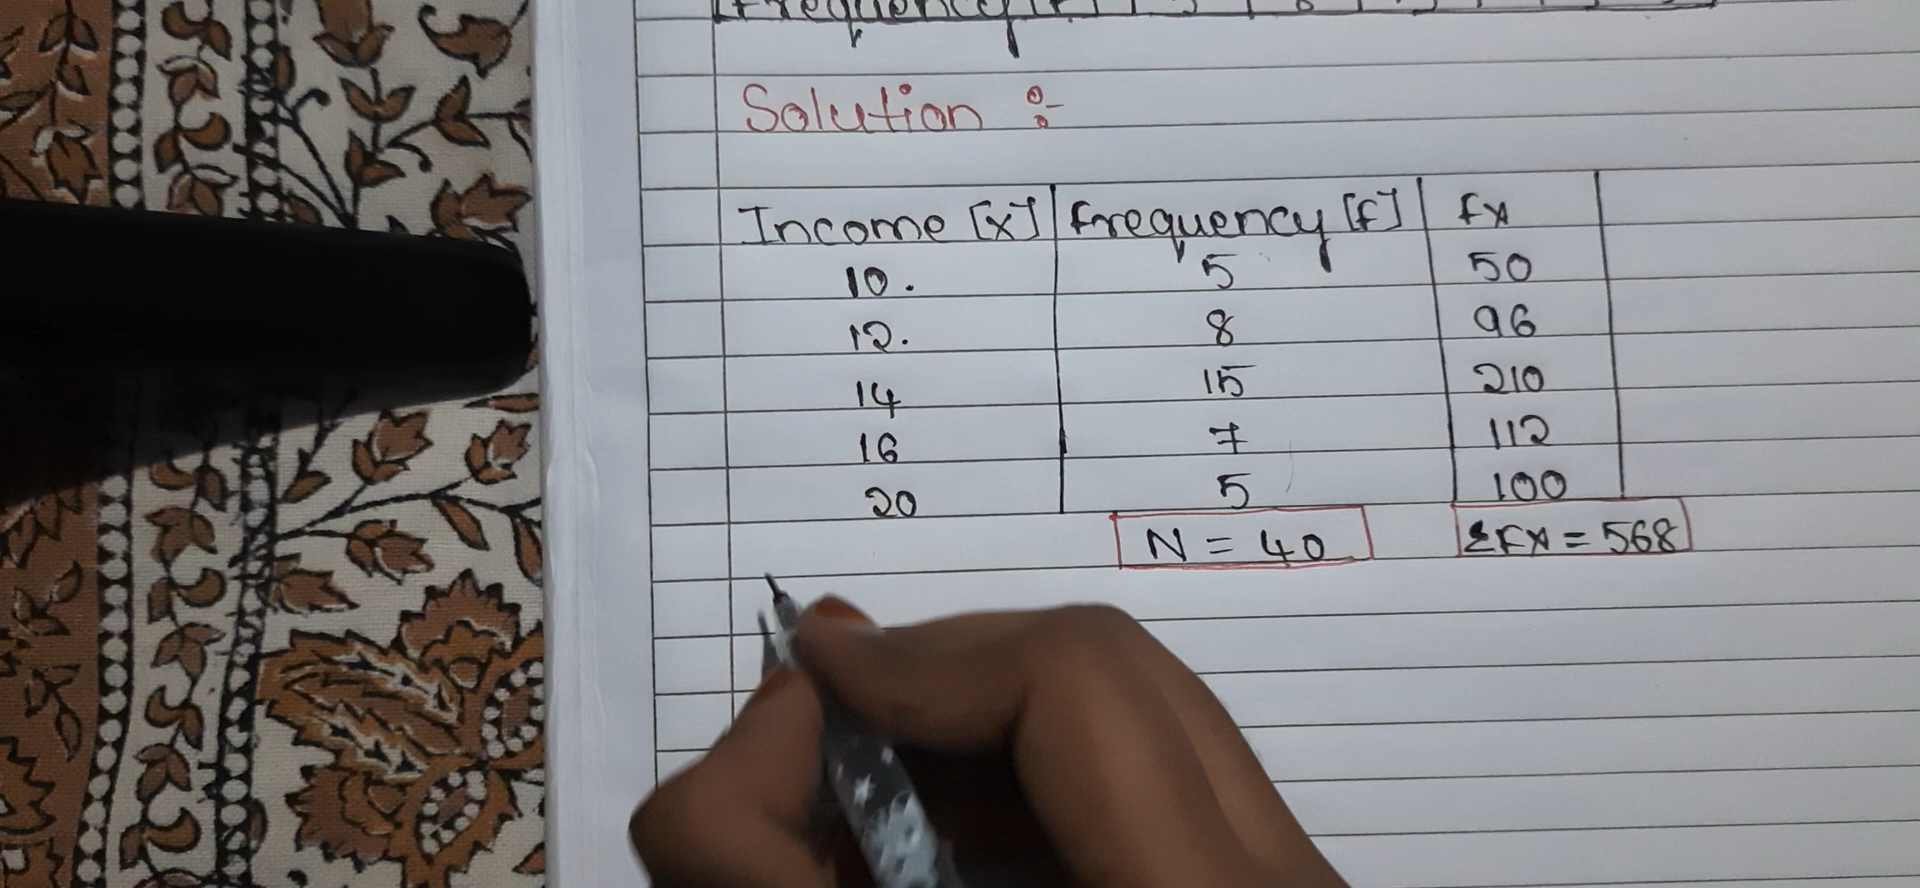 Frequency [f]
Solution :-
Income [x] Frequency [f] fx
10. 5 50
12. 8 96
14 15 210
16 7 112
20 5 100
N = 40 Σfx = 568